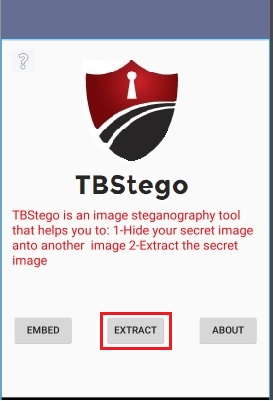 ?
TBStego
TBStego is an image steganography tool
that helps you to: 1-Hide your secret image
anto another  image 2-Extract the secret
image
EMBED EXTRACT ABOUT